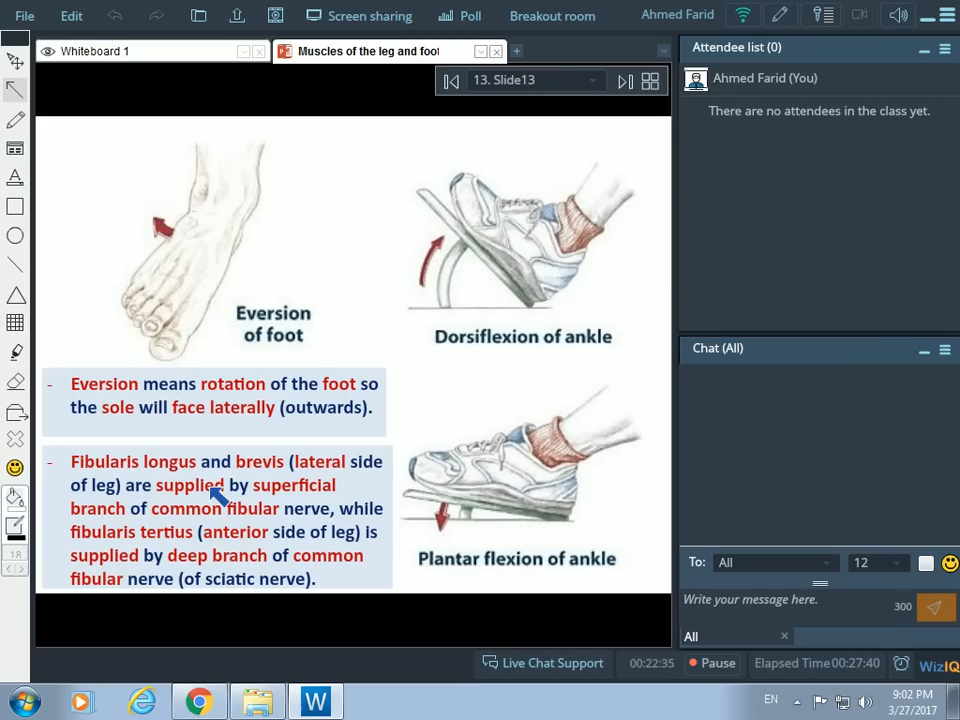 File
Edit
Screen sharing
Poll
Breakout room
Ahmed Farid
Whiteboard 1
Muscles of the leg and foot
13. Slide13
Attendee list (0)
Ahmed Farid (You)
There are no attendees in the class yet.
Eversion
of foot
Dorsiflexion of ankle
- Eversion means rotation of the foot so
the sole will face laterally (outwards).
- Fibularis longus and brevis (lateral side
of leg) are supplied by superficial
branch of common fibular nerve, while
fibularis tertius (anterior side of leg) is
supplied by deep branch of common
fibular nerve (of sciatic nerve).
Plantar flexion of ankle
Chat (All)
To:
All
12
Write your message here.
300
All
Live Chat Support
00:22:35
Pause
Elapsed Time 00:27:40
WizIQ
EN
9:02 PM
3/27/2017